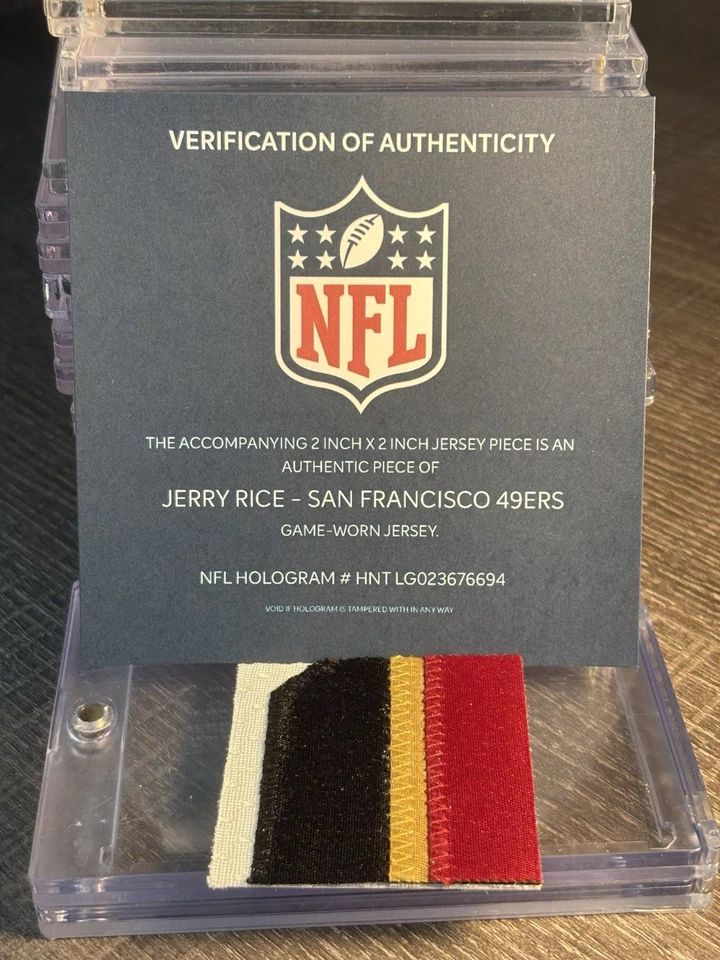 VERIFICATION OF AUTHENTICITY
NFL
THE ACCOMPANYING 2 INCH X 2 INCH JERSEY PIECE IS AN
AUTHENTIC PIECE OF
JERRY RICE - SAN FRANCISCO 49ERS
GAME-WORN JERSEY.
NFL HOLOGRAM # HNT LG023676694
VOID IF HOLOGRAM IS TAMPERED WITH IN ANY WAY